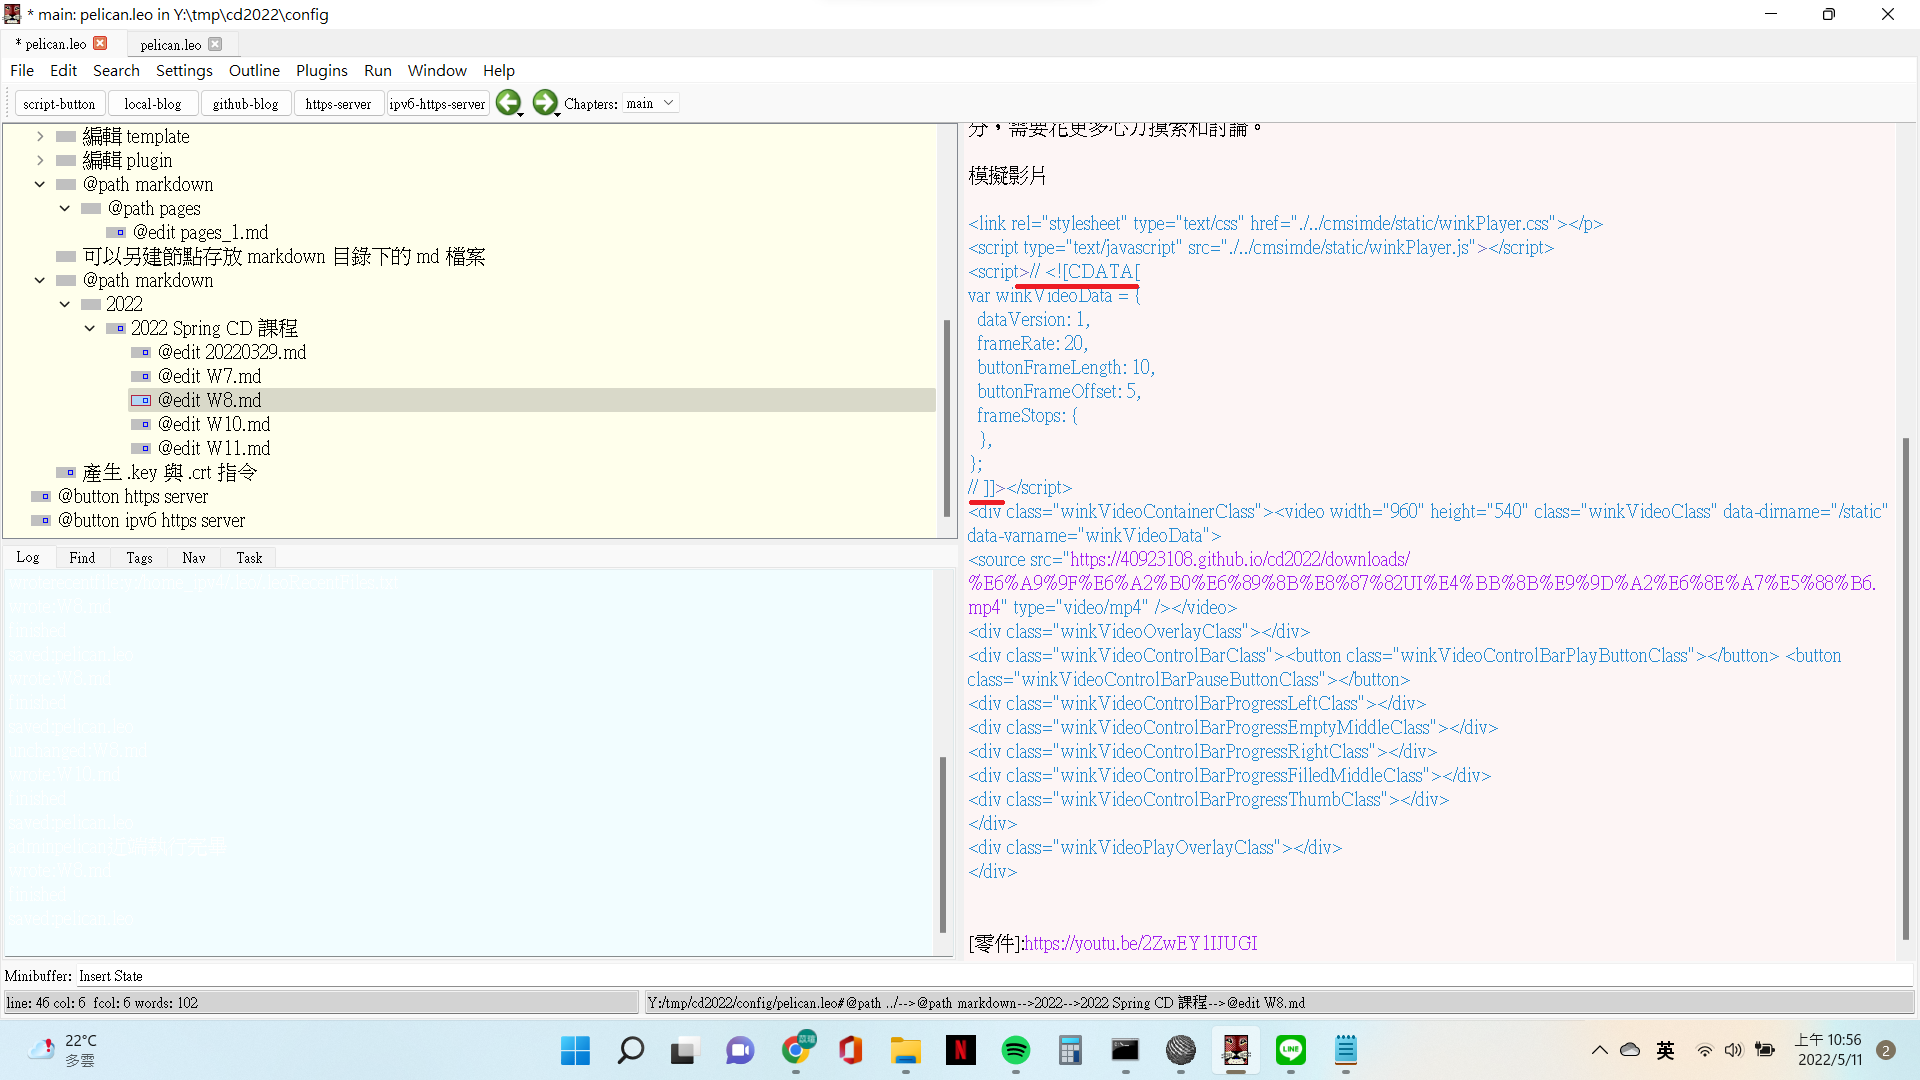 * main: pelican.leo in Y:\tmp\cd2022\config
* pelican.leo
pelican.leo
File Edit Search Settings Outline Plugins Run Window Help
script-button local-blog github-blog https-server ipv6-https-server Chapters: main
編輯 template
編輯 plugin
@path markdown
@path pages
@edit pages_1.md
可以另建節點存放 markdown 目錄下的 md 檔案
@path markdown
2022
2022 Spring CD 課程
@edit 20220329.md
@edit W7.md
@edit W8.md
@edit W10.md
@edit W11.md
產生 .key 與 .crt 指令
@button https server
@button ipv6 https server
Log Find Tags Nav Task
分，需要花更多心力摸索和討論。
模擬影片
<link rel="stylesheet" type="text/css" href="./../cmsimde/static/winkPlayer.css"></p>
<script type="text/javascript" src="./../cmsimde/static/winkPlayer.js"></script>
<script>// <![CDATA[
var winkVideoData = {
dataVersion: 1,
frameRate: 20,
buttonFrameLength: 10,
buttonFrameOffset: 5,
frameStops: {
},
};
// ]]></script>
<div class="winkVideoContainerClass"><video width="960" height="540" class="winkVideoClass" data-dirname="/static"
data-varname="winkVideoData">
<source src="https://40923108.github.io/cd2022/downloads/
%E6%A9%9F%E6%A2%B0%E6%89%8B%E8%87%82UI%E4%BB%8B%E9%9D%A2%E6%8E%A7%E5%88%B6.
mp4" type="video/mp4" /></video>
<div class="winkVideoOverlayClass"></div>
<div class="winkVideoControlBarClass"><button class="winkVideoControlBarPlayButtonClass"></button> <button
class="winkVideoControlBarPauseButtonClass"></button>
<div class="winkVideoControlBarProgressLeftClass"></div>
<div class="winkVideoControlBarProgressEmptyMiddleClass"></div>
<div class="winkVideoControlBarProgressRightClass"></div>
<div class="winkVideoControlBarProgressFilledMiddleClass"></div>
<div class="winkVideoControlBarProgressThumbClass"></div>
</div>
<div class="winkVideoPlayOverlayClass"></div>
</div>
[零件]:https://youtu.be/2ZwEY1IJUGI
Minibuffer: Insert State
line: 46 col: 6 fcol: 6 words: 102
Y:/tmp/cd2022/config/pelican.leo#@path ../-->@path markdown-->2022-->2022 Spring CD 課程-->@edit W8.md
22°C
多雲
英
上午 10:56
2022/5/11
2